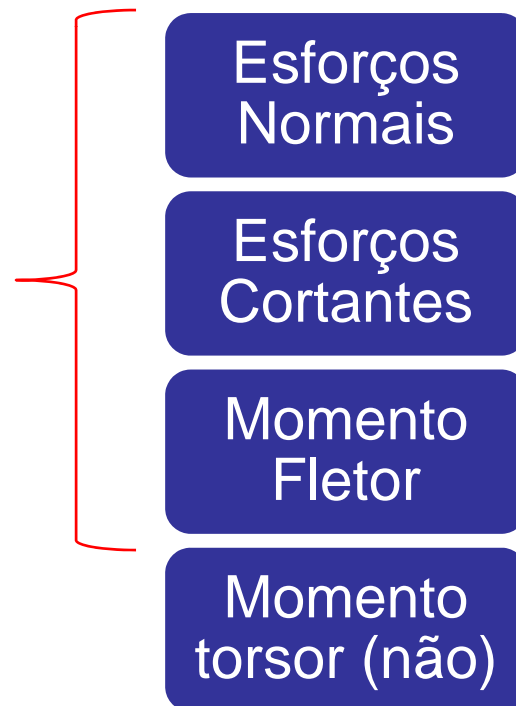 Esforços
Normais
Esforços
Cortantes
Momento
Fletor
Momento
torsor (não)